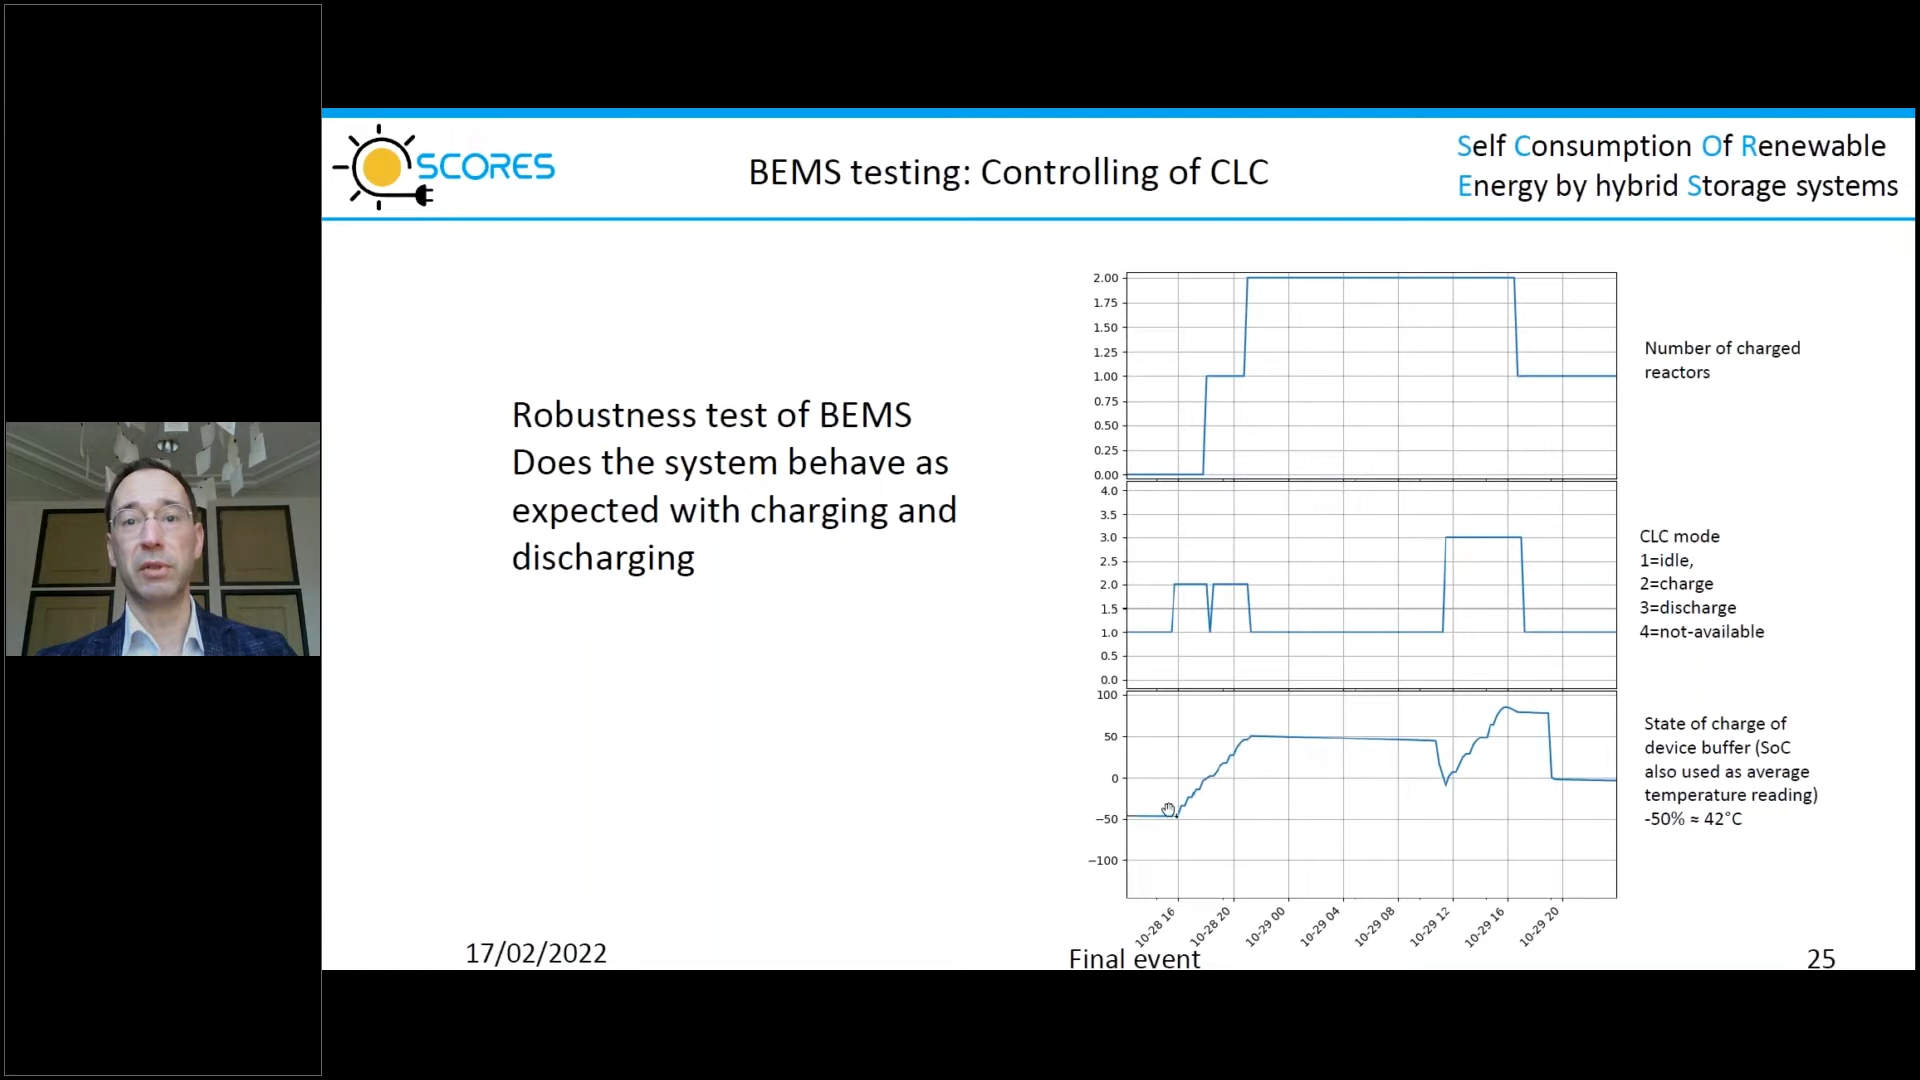 SCORES
BEMS testing: Controlling of CLC
Self Consumption Of Renewable
Energy by hybrid Storage systems
Robustness test of BEMS
Does the system behave as
expected with charging and
discharging
2.00
1.75
1.50
1.25
1.00
0.75
0.50
0.25
0.00
Number of charged
reactors
4.0
3.5
3.0
2.5
2.0
1.5
1.0
0.5
0.0
CLC mode
1=idle,
2=charge
3=discharge
4=not-available
100
50
0
−50
−100
State of charge of
device buffer (SoC
also used as average
temperature reading)
-50% ≈ 42°C
10-28 16
10-28 20
10-29 00
10-29 04
10-29 08
10-29 12
10-29 16
10-29 20
17/02/2022
Final event
25